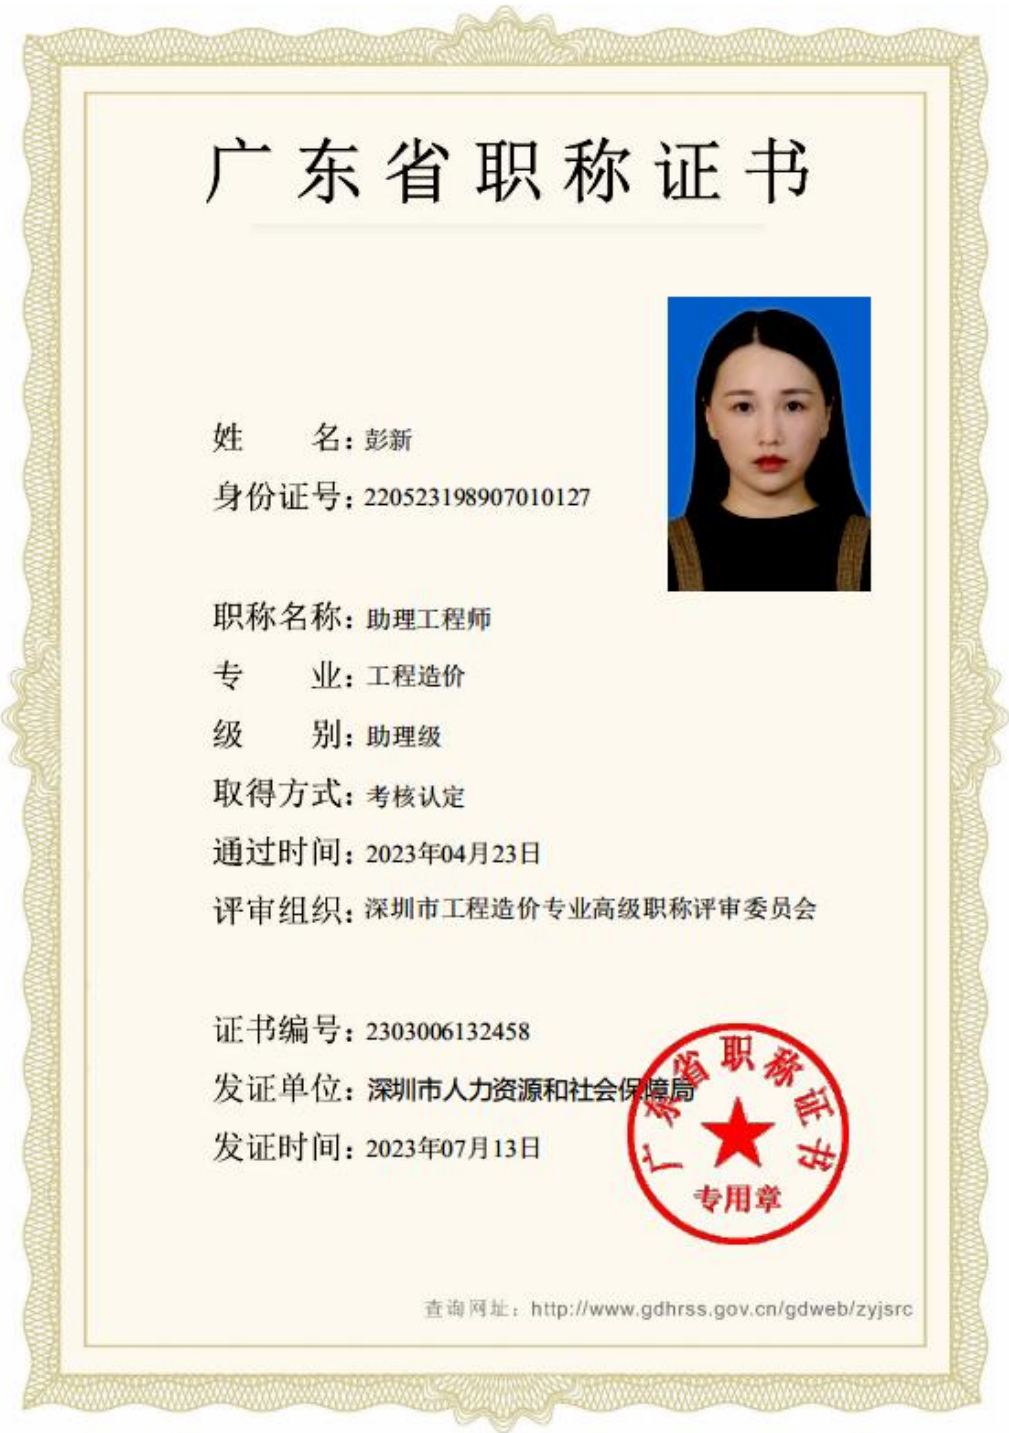 广东省职称证书
姓 名：彭新
身份证号：220523198907010127
职称名称：助理工程师
专 业：工程造价
级 别：助理级
取得方式：考核认定
通过时间：2023年04月23日
评审组织：深圳市工程造价专业高级职称评审委员会
证书编号：2303006132458
发证单位：深圳市人力资源和社会保障局
发证时间：2023年07月13日
广东省职称证书
专用章
查询网址：http://www.gdhrss.gov.cn/gdweb/zyjsrc